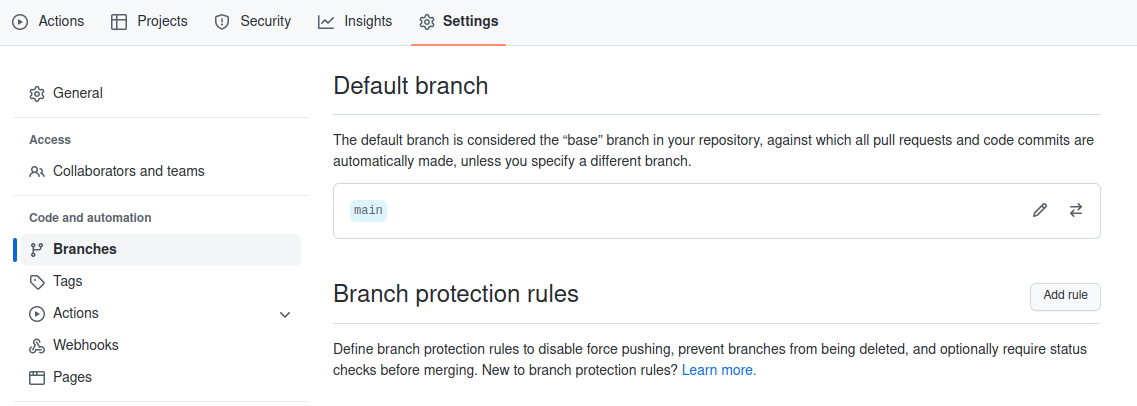 Actions Projects Security Insights Settings
General
Access
Collaborators and teams
Code and automation
Branches
Tags
Actions
Webhooks
Pages
Default branch
The default branch is considered the “base” branch in your repository, against which all pull requests and code commits are
automatically made, unless you specify a different branch.
main
Branch protection rules
Add rule
Define branch protection rules to disable force pushing, prevent branches from being deleted, and optionally require status
checks before merging. New to branch protection rules? Learn more.